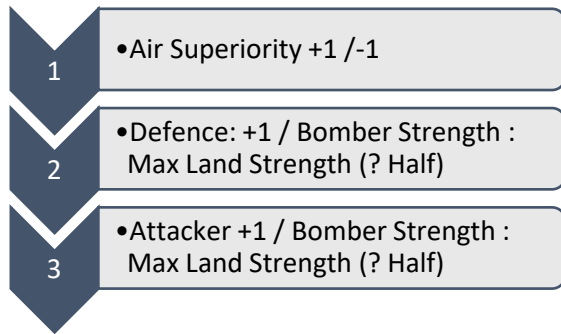 1
•Air Superiority +1 /-1
2
•Defence: +1 / Bomber Strength :
Max Land Strength (? Half)
3
•Attacker +1 / Bomber Strength :
Max Land Strength (? Half)